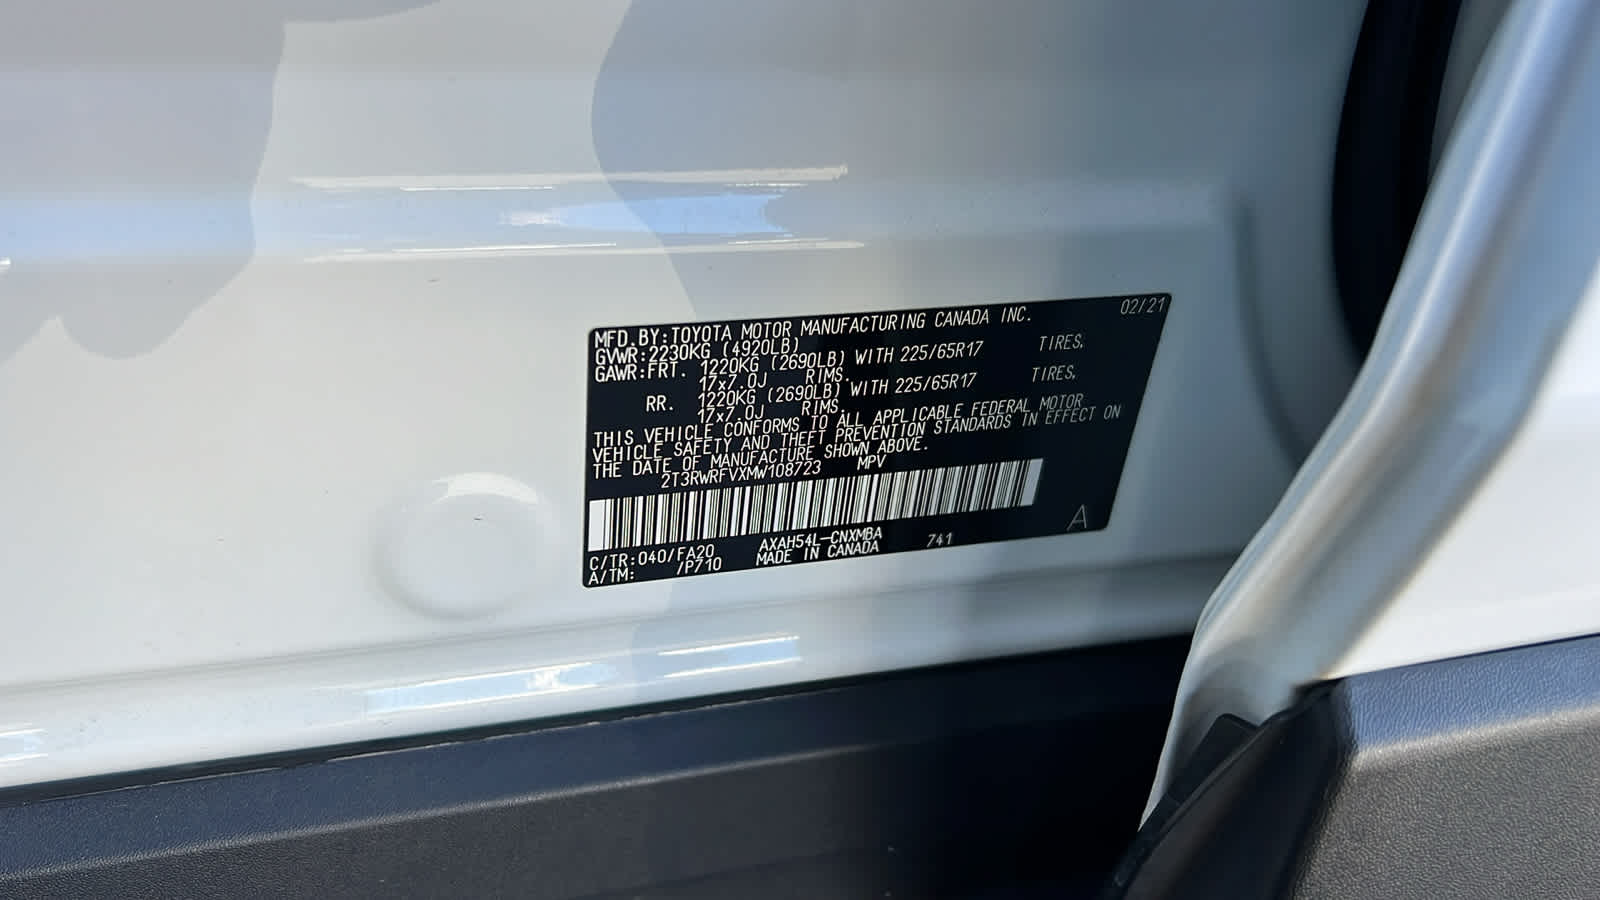 MFD.BY:TOYOTA MOTOR MANUFACTURING CANADA INC. 02/21
GVWR:2230KG (4920LB)
GAWR:FRT. 1220KG (2690LB) WITH 225/65R17 TIRES,
17x7.0J RIMS,
RR. 1220KG (2690LB) WITH 225/65R17 TIRES,
17x7.0J RIMS.
THIS VEHICLE CONFORMS TO ALL APPLICABLE FEDERAL MOTOR
VEHICLE SAFETY AND THEFT PREVENTION STANDARDS IN EFFECT ON
THE DATE OF MANUFACTURE SHOWN ABOVE.
2T3RWRFVXMW108723 MPV
A
C/TR:040/FA20 AXAH54L-CNXMBA 741
A/TM: /P710 MADE IN CANADA